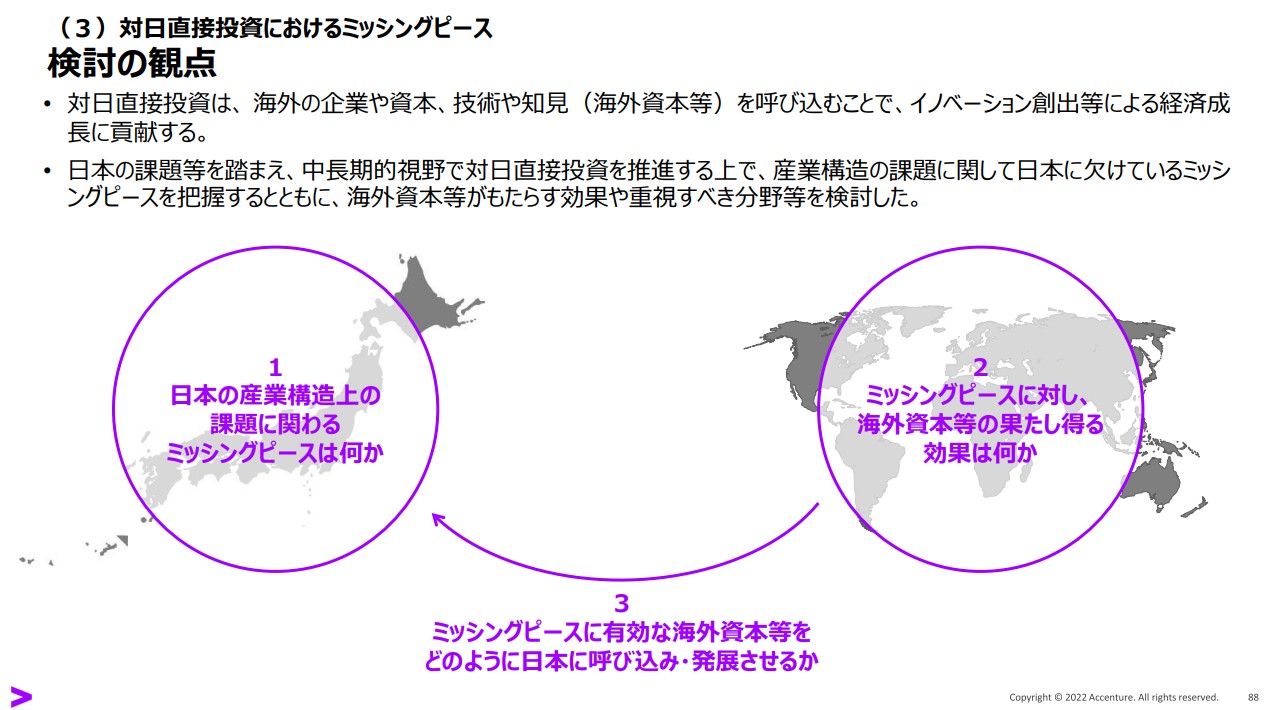 （３）対日直接投資におけるミッシングピース
検討の観点
• 対日直接投資は、海外の企業や資本、技術や知見（海外資本等）を呼び込むことで、イノベーション創出等による経済成
長に貢献する。
• 日本の課題等を踏まえ、中長期的視野で対日直接投資を推進する上で、産業構造の課題に関して日本に欠けているミッシ
ングピースを把握するとともに、海外資本等がもたらす効果や重視すべき分野等を検討した。
1
日本の産業構造上の
課題に関わる
ミッシングピースは何か
2
ミッシングピースに対し、
海外資本等の果たし得る
効果は何か
3
ミッシングピースに有効な海外資本等を
どのように日本に呼び込み・発展させるか
Copyright © 2022 Accenture. All rights reserved. 88